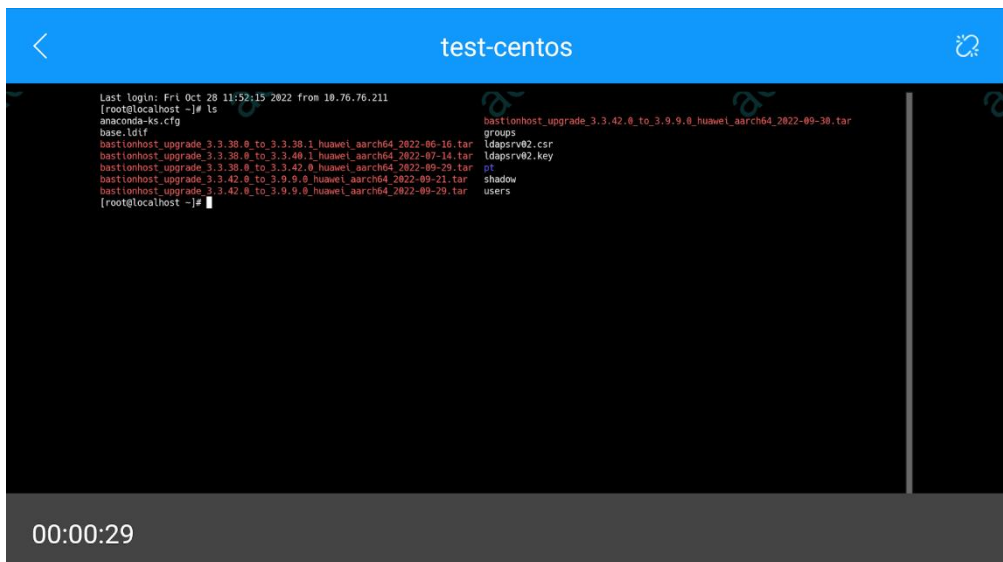 test-centos
Last login: Fri Oct 28 11:52:15 2022 from 10.76.76.211
[root@localhost ~]# ls
anaconda-ks.cfg bastionhost_upgrade_3.3.42.0_to_3.9.9.0_huawei_aarch64_2022-09-30.tar
base.ldif groups
bastionhost_upgrade_3.3.38.0_to_3.3.38.1_huawei_aarch64_2022-06-16.tar ldapsrv02.csr
bastionhost_upgrade_3.3.38.0_to_3.3.40.1_huawei_aarch64_2022-07-14.tar ldapsrv02.key
bastionhost_upgrade_3.3.38.0_to_3.3.42.0_huawei_aarch64_2022-09-29.tar pt
bastionhost_upgrade_3.3.42.0_to_3.9.9.0_huawei_aarch64_2022-09-21.tar shadow
bastionhost_upgrade_3.3.42.0_to_3.9.9.0_huawei_aarch64_2022-09-29.tar users
[root@localhost ~]#
00:00:29